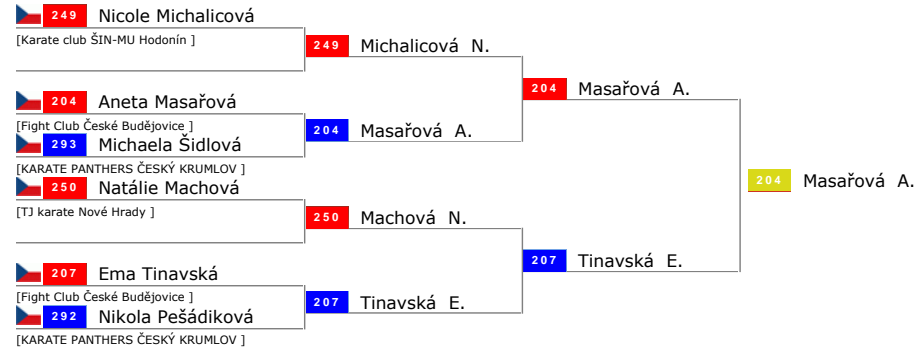 249 Nicole Michalicová
[Karate club ŠIN-MU Hodonín ]
249 Michalicová N.
204 Masařová A.
204 Aneta Masařová
[Fight Club České Budějovice ]
204 Masařová A.
293 Michaela Šidlová
[KARATE PANTHERS ČESKÝ KRUMLOV ]
204 Masařová A.
250 Natálie Machová
[TJ karate Nové Hrady ]
250 Machová N.
207 Tinavská E.
207 Ema Tinavská
[Fight Club České Budějovice ]
207 Tinavská E.
292 Nikola Pešádiková
[KARATE PANTHERS ČESKÝ KRUMLOV ]